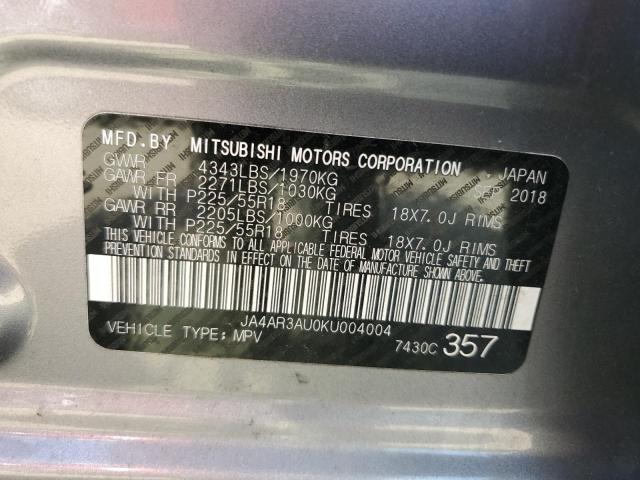 MFD.BY MITSUBISHI MOTORS CORPORATION JAPAN
GVWR 4343LBS/1970KG SEP 2018
GAWR FR 2271LBS/1030KG
WITH P225/55R18 TIRES 18X7.0J RIMS
GAWR RR 2205LBS/1000KG
WITH P225/55R18 TIRES 18X7.0J RIMS
THIS VEHICLE CONFORMS TO ALL APPLICABLE FEDERAL MOTOR VEHICLE SAFETY AND THEFT
PREVENTION STANDARDS IN EFFECT ON THE DATE OF MANUFACTURE SHOWN ABOVE.
JA4AR3AU0KU004004
VEHICLE TYPE: MPV 7430C 357